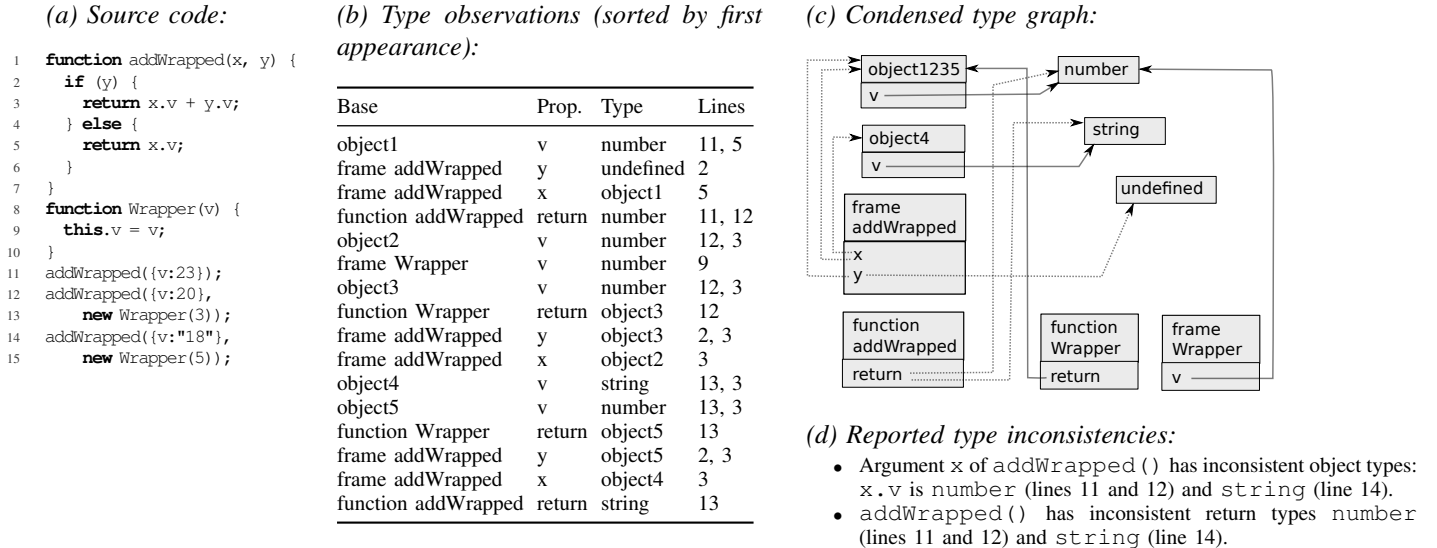 (a) Source code:
1 function addWrapped(x, y) {
2 if (y) {
3 return x.v + y.v;
4 } else {
5 return x.v;
6 }
7 }
8 function Wrapper(v) {
9 this.v = v;
10 }
11 addWrapped({v:23});
12 addWrapped({v:20},
13 new Wrapper(3));
14 addWrapped({v:"18"},
15 new Wrapper(5));
(b) Type observations (sorted by first
appearance):
Base Prop. Type Lines
object1 v number 11, 5
frame addWrapped y undefined 2
frame addWrapped x object1 5
function addWrapped return number 11, 12
object2 v number 12, 3
frame Wrapper v number 9
object3 v number 12, 3
function Wrapper return object3 12
frame addWrapped y object3 2, 3
frame addWrapped x object2 3
object4 v string 13, 3
object5 v number 13, 3
function Wrapper return object5 13
frame addWrapped y object5 2, 3
frame addWrapped x object4 3
function addWrapped return string 13
(c) Condensed type graph:
object1235
v
number
object4
v
string
undefined
frame
addWrapped
x
y
function
addWrapped
return
function
Wrapper
return
frame
Wrapper
v
(d) Reported type inconsistencies:
• Argument x of addWrapped() has inconsistent object types:
x.v is number (lines 11 and 12) and string (line 14).
• addWrapped() has inconsistent return types number
(lines 11 and 12) and string (line 14).